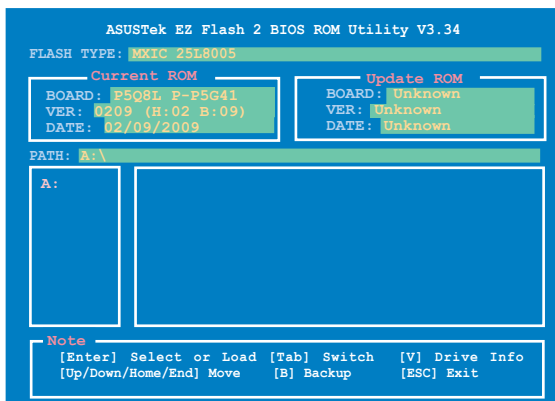 ASUSTek EZ Flash 2 BIOS ROM Utility V3.34
FLASH TYPE: MXIC 25L8005
Current ROM
BOARD: P5Q8L P-P5G41
VER: 0209 (H:02 B:09)
DATE: 02/09/2009
Update ROM
BOARD: Unknown
VER: Unknown
DATE: Unknown
PATH: A:\
A:
Note
[Enter] Select or Load [Tab] Switch [V] Drive Info
[Up/Down/Home/End] Move [B] Backup [ESC] Exit